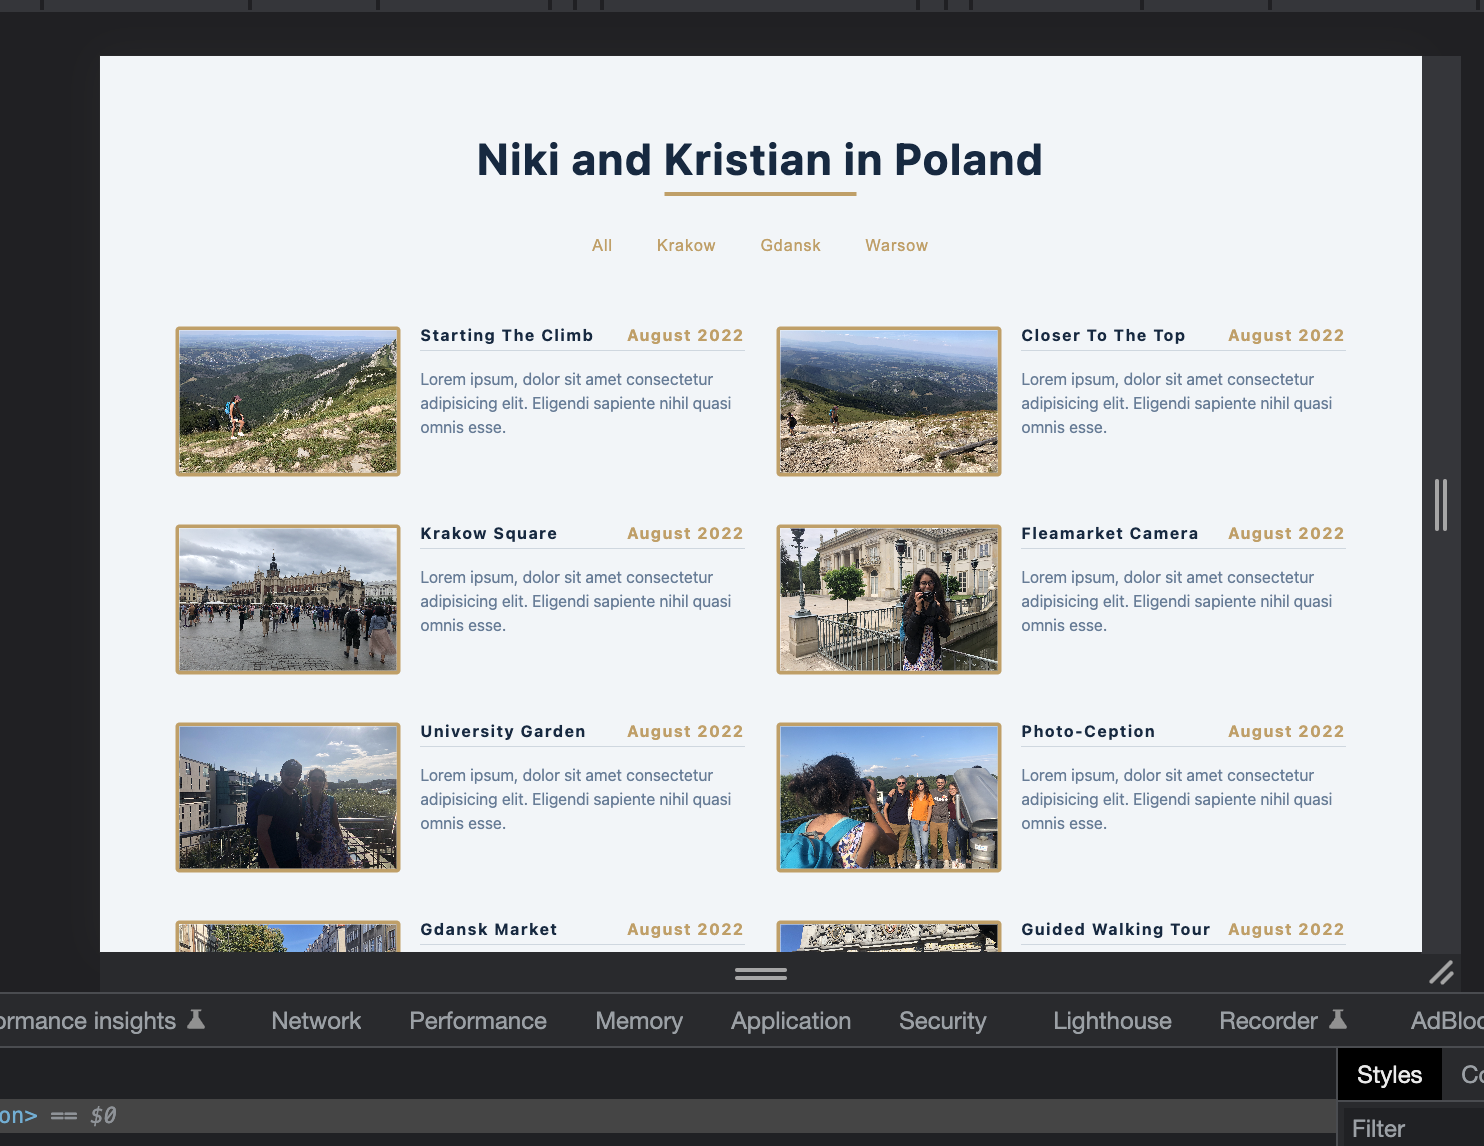 Niki and Kristian in Poland
All Krakow Gdansk Warsow
Starting The Climb August 2022
Lorem ipsum, dolor sit amet consectetur
adipisicing elit. Eligendi sapiente nihil quasi
omnis esse.
Closer To The Top August 2022
Lorem ipsum, dolor sit amet consectetur
adipisicing elit. Eligendi sapiente nihil quasi
omnis esse.
Krakow Square August 2022
Lorem ipsum, dolor sit amet consectetur
adipisicing elit. Eligendi sapiente nihil quasi
omnis esse.
Fleamarket Camera August 2022
Lorem ipsum, dolor sit amet consectetur
adipisicing elit. Eligendi sapiente nihil quasi
omnis esse.
University Garden August 2022
Lorem ipsum, dolor sit amet consectetur
adipisicing elit. Eligendi sapiente nihil quasi
omnis esse.
Photo-Ception August 2022
Lorem ipsum, dolor sit amet consectetur
adipisicing elit. Eligendi sapiente nihil quasi
omnis esse.
Gdansk Market August 2022
Guided Walking Tour August 2022
ormance insights Network Performance Memory Application Security Lighthouse Recorder AdBloc
Styles Co
on> == $0
Filter